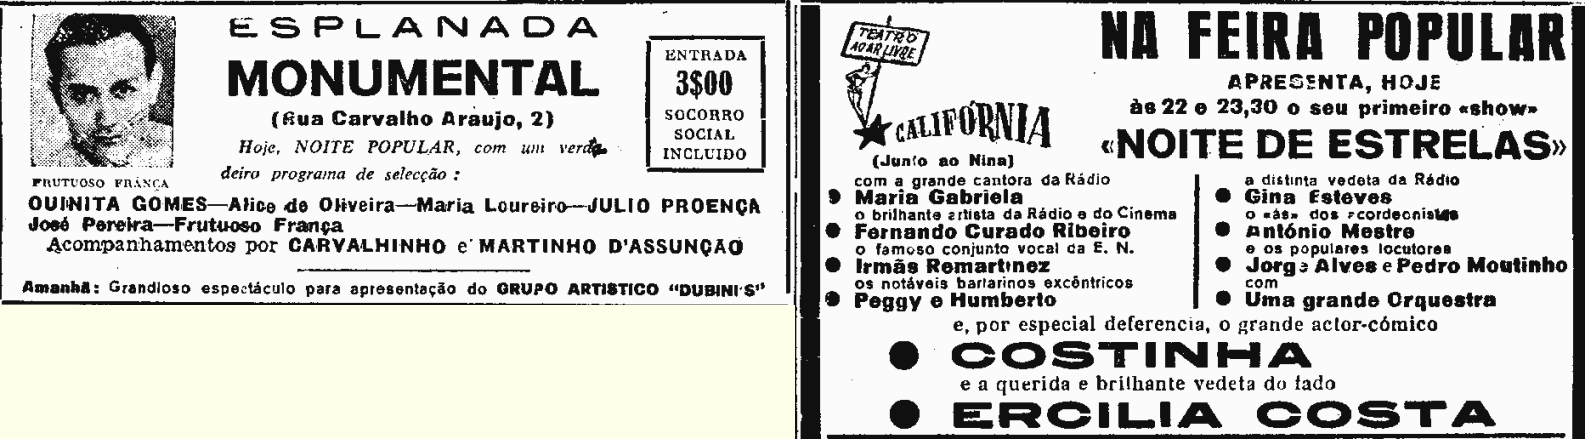 ESPLANADA
MONUMENTAL
(Rua Carvalho Araujo, 2)
Hoje, NOITE POPULAR, com um verda-
deiro programa de selecção :
ENTRADA
3$00
SOCORRO
SOCIAL
INCLUIDO
FRUTUOSO FRANÇA
QUINITA GOMES—Alice de Oliveira—Maria Loureiro—JULIO PROENÇA
José Pereira—Frutuoso França
Acompanhamentos por CARVALHINHO e MARTINHO D'ASSUNÇÃO
Amanhã: Grandioso espectáculo para apresentação do GRUPO ARTISTICO "DUBINI'S"
TEATRO
AO AR LIVRE
CALIFÓRNIA
(Junto ao Nina)
NA FEIRA POPULAR
APRESENTA, HOJE
às 22 e 23,30 o seu primeiro «show»
«NOITE DE ESTRELAS»
com a grande cantora da Rádio
● Maria Gabriela
o brilhante artista da Rádio e do Cinema
● Fernando Curado Ribeiro
o famoso conjunto vocal da E. N.
● Irmãs Remartinez
os notáveis bailarinos excêntricos
● Peggy e Humberto
a distinta vedeta da Rádio
● Gina Esteves
o «ás» dos acordeonistas
● António Mestre
e os populares locutores
● Jorge Alves e Pedro Moutinho
com
● Uma grande Orquestra
e, por especial deferencia, o grande actor-cómico
● COSTINHA
e a querida e brilhante vedeta do fado
● ERCILIA COSTA